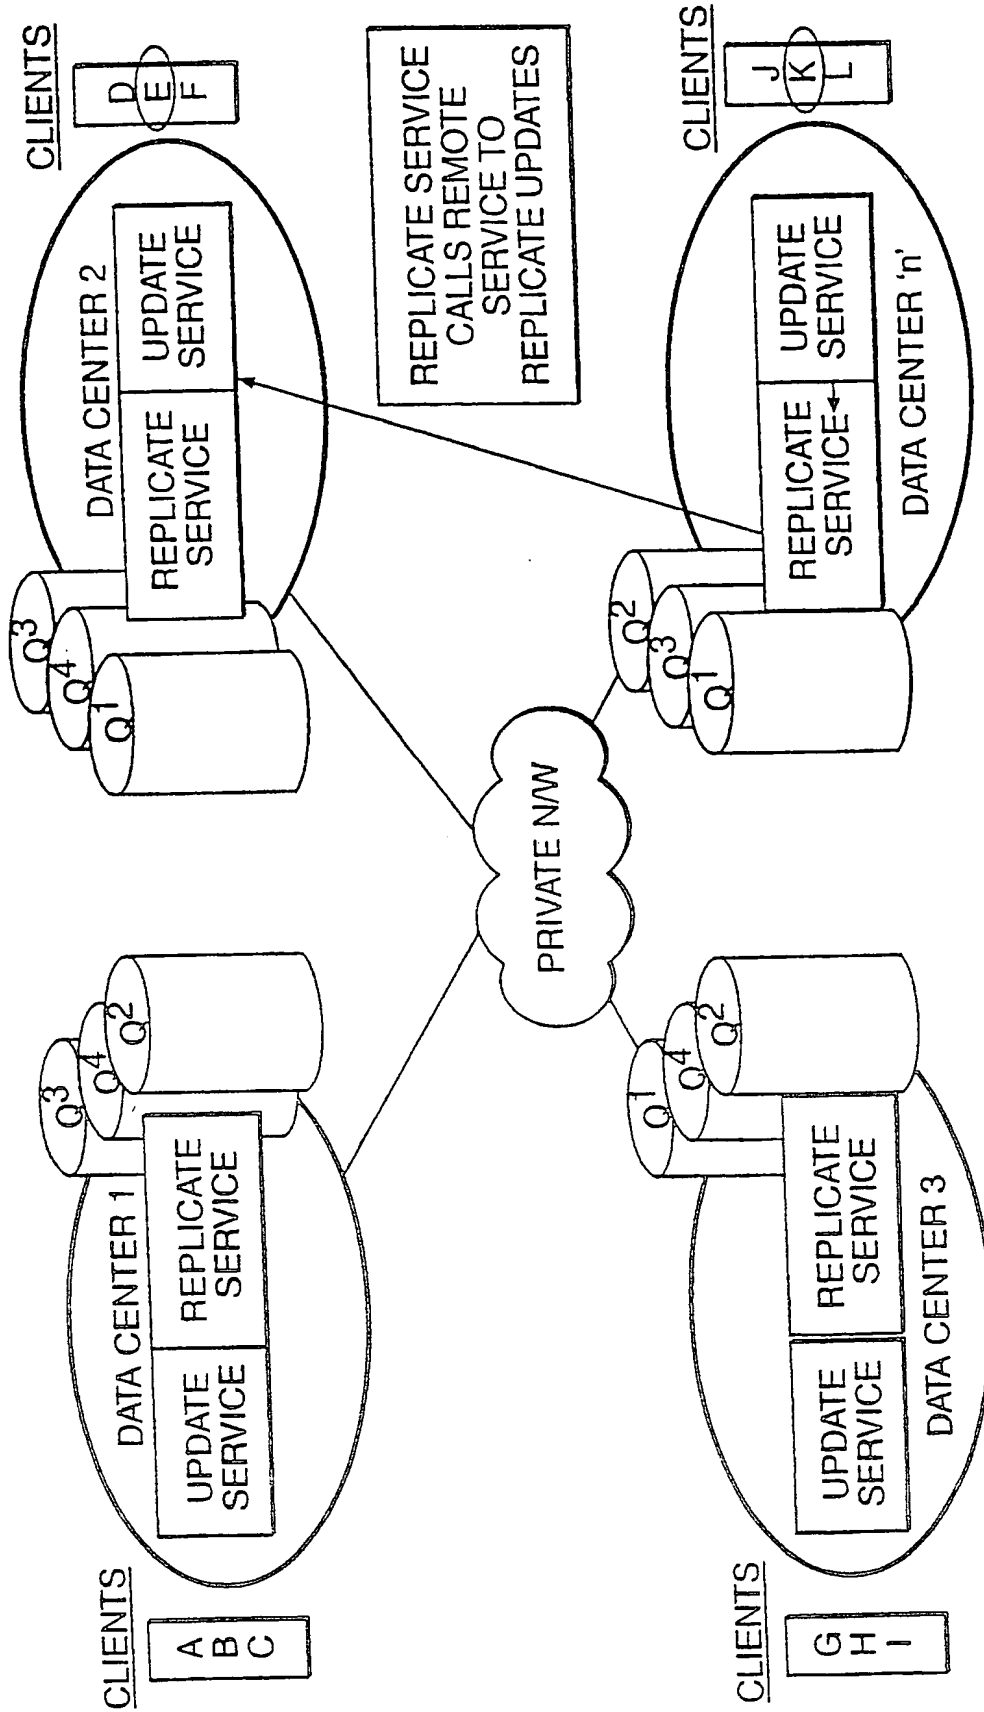 CLIENTS
A
B
C
DATA CENTER 1
UPDATE
SERVICE
REPLICATE
SERVICE
Q3
Q4
Q2
Q3
Q4
Q1
DATA CENTER 2
REPLICATE
SERVICE
UPDATE
SERVICE
CLIENTS
D
E
F
PRIVATE N/W
REPLICATE SERVICE
CALLS REMOTE
SERVICE TO
REPLICATE UPDATES
CLIENTS
G
H
I
UPDATE
SERVICE
REPLICATE
SERVICE
DATA CENTER 3
Q1
Q4
Q2
Q2
Q3
Q1
REPLICATE
SERVICE
UPDATE
SERVICE
DATA CENTER 'n'
CLIENTS
J
K
L